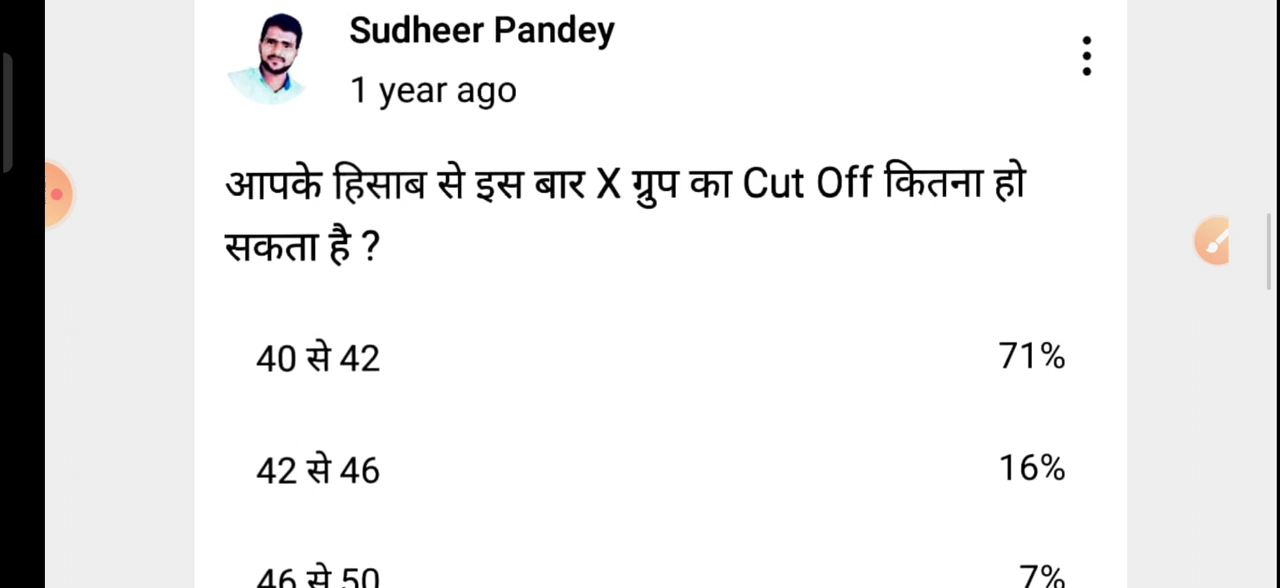 Sudheer Pandey
1 year ago
आपके हिसाब से इस बार X ग्रुप का Cut Off कितना हो
सकता है ?
40 से 42 71%
42 से 46 16%
46 से 50 7%